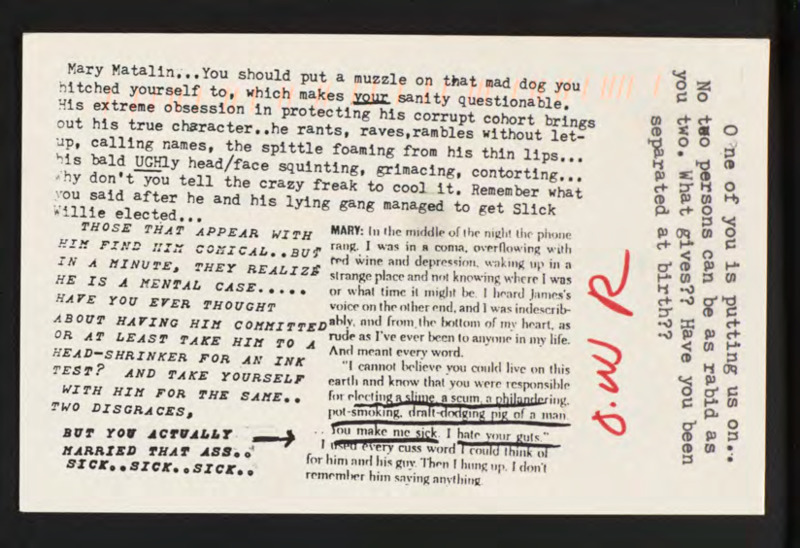 Mary Matalin...You should put a muzzle on that mad dog you
hitched yourself to, which makes your sanity questionable.
His extreme obsession in protecting his corrupt cohort brings
out his true character..he rants, raves,rambles without let-
up, calling names, the spittle foaming from his thin lips...
his bald UGHly head/face squinting, grimacing, contorting...
Why don't you tell the crazy freak to cool it. Remember what
you said after he and his lying gang managed to get Slick
Willie elected...
THOSE THAT APPEAR WITH
HIM FIND HIM COMICAL..BUT
IN A MINUTE, THEY REALIZE
HE IS A MENTAL CASE.....
HAVE YOU EVER THOUGHT
ABOUT HAVING HIM COMMITTED
OR AT LEAST TAKE HIM TO A
HEAD-SHRINKER FOR AN INK
TEST? AND TAKE YOURSELF
WITH HIM FOR THE SAME..
TWO DISGRACES,
BUT YOU ACTUALLY
MARRIED THAT ASS..
SICK..SICK..SICK..
MARY: In the middle of the night the phone
rang. I was in a coma, overflowing with
red wine and depression, waking up in a
strange place and not knowing where I was
or what time it might be. I heard James's
voice on the other end, and I was indescrib-
ably, and from the bottom of my heart, as
rude as I've ever been to anyone in my life.
And meant every word.
"I cannot believe you could live on this
earth and know that you were responsible
for electing a slime, a scum, a philandering,
pot-smoking, draft-dodging pig of a man.
You make me sick. I hate your guts."
I used every cuss word I could think of
for him and his guy. Then I hung up. I don't
remember him saying anything.
O.W R
O ne of you is putting us on..
No two persons can be as rabid as
you two. What gives?? Have you been
separated at birth??